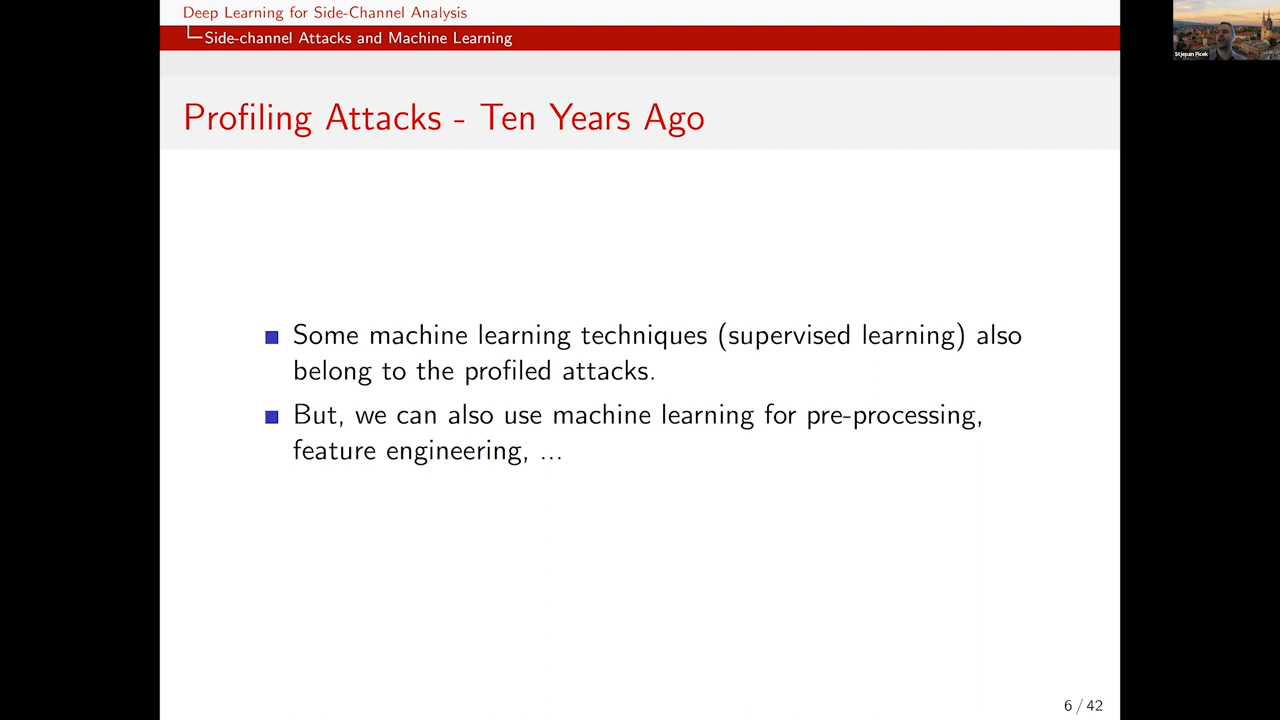 Deep Learning for Side-Channel Analysis
Side-channel Attacks and Machine Learning
Stjepan Picek
Profiling Attacks - Ten Years Ago
Some machine learning techniques (supervised learning) also
belong to the profiled attacks.
But, we can also use machine learning for pre-processing,
feature engineering, ...
6 / 42